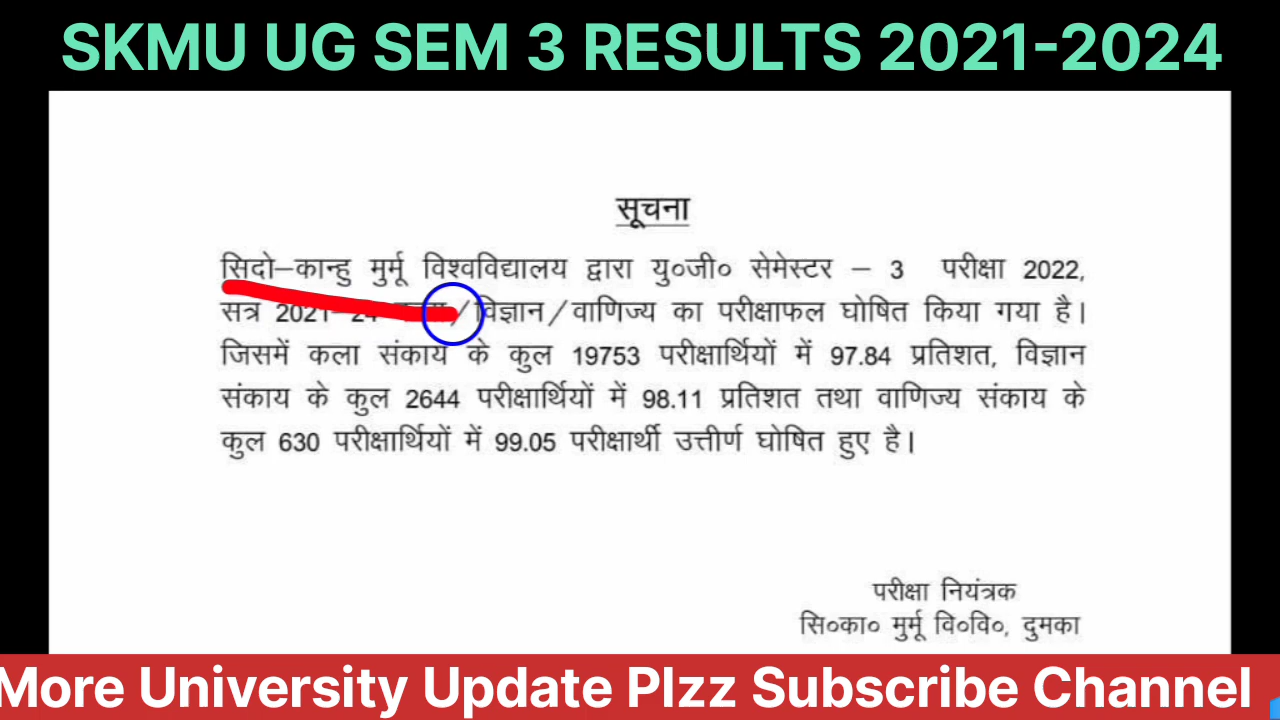 SKMU UG SEM 3 RESULTS 2021-2024
सूचना
सिदो–कान्हु मुर्मू विश्वविद्यालय द्वारा यु०जी० सेमेस्टर – 3 परीक्षा 2022,
सत्र 2021–24 /विज्ञान/वाणिज्य का परीक्षाफल घोषित किया गया है।
जिसमें कला संकाय के कुल 19753 परीक्षार्थियों में 97.84 प्रतिशत, विज्ञान
संकाय के कुल 2644 परीक्षार्थियों में 98.11 प्रतिशत तथा वाणिज्य संकाय के
कुल 630 परीक्षार्थियों में 99.05 परीक्षार्थी उत्तीर्ण घोषित हुए है।
परीक्षा नियंत्रक
सि०का० मुर्मू वि०वि०, दुमका
More University Update Plzz Subscribe Channel